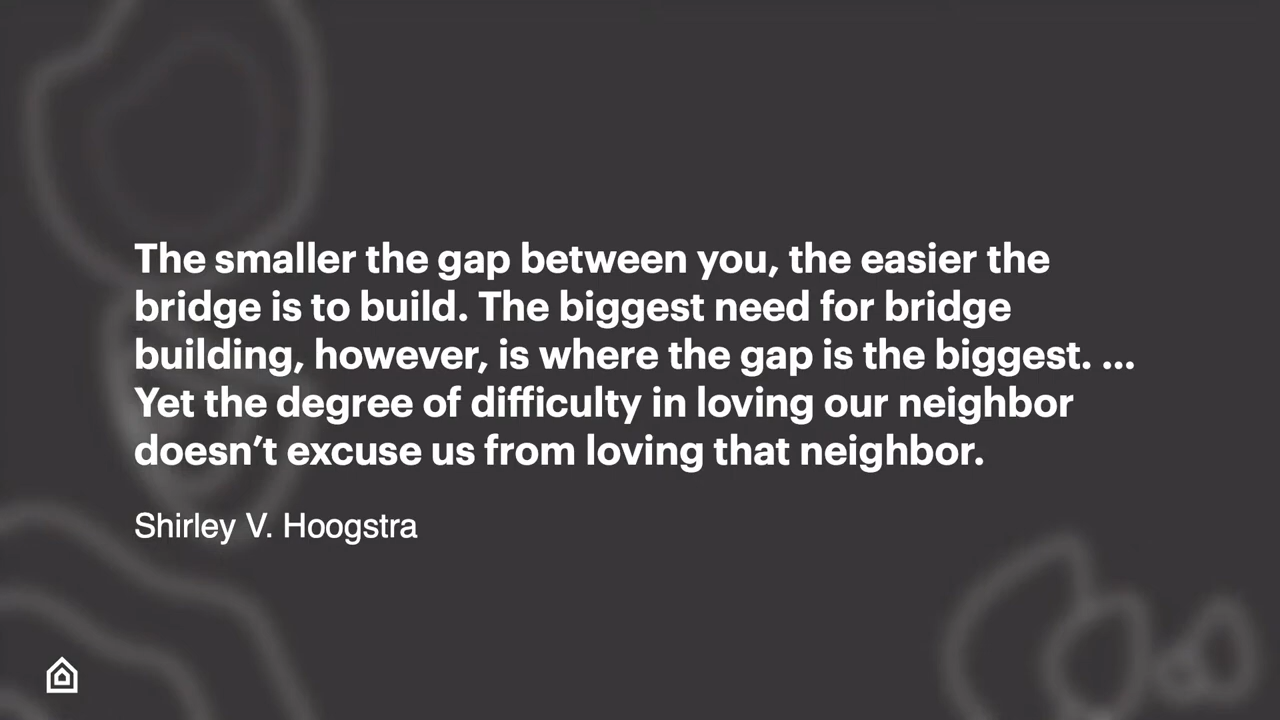 The smaller the gap between you, the easier the
bridge is to build. The biggest need for bridge
building, however, is where the gap is the biggest. ...
Yet the degree of difficulty in loving our neighbor
doesn’t excuse us from loving that neighbor.
Shirley V. Hoogstra